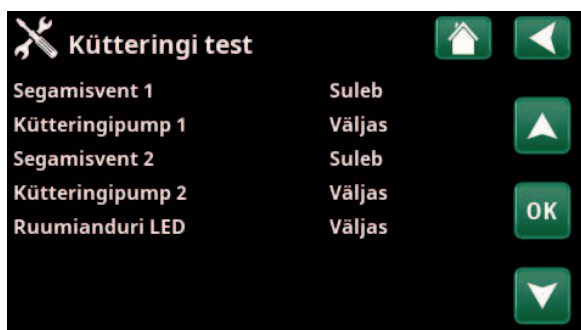 Kütteringi test
Segamisvent 1 Suleb
Kütteringipump 1 Väljas
Segamisvent 2 Suleb
Kütteringipump 2 Väljas
Ruumianduri LED Väljas
OK